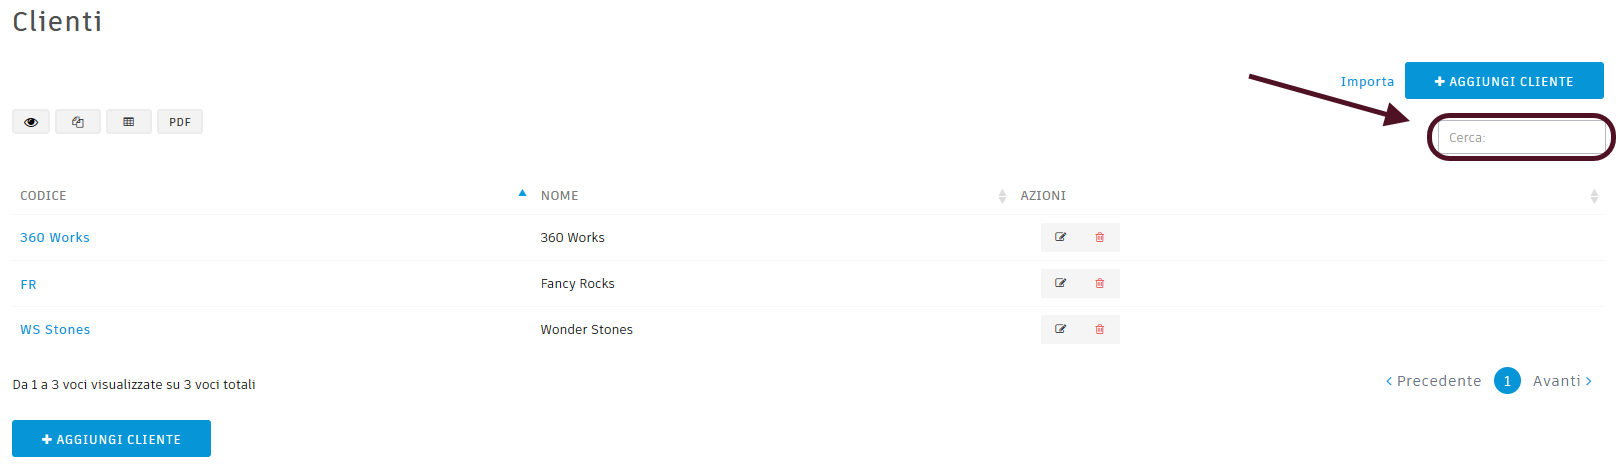 Clienti
Importa
AGGIUNGI CLIENTE
PDF
Cerca:
CODICE NOME AZIONI
360 Works 360 Works
FR Fancy Rocks
WS Stones Wonder Stones
Da 1 a 3 voci visualizzate su 3 voci totali
Precedente 1 Avanti
AGGIUNGI CLIENTE